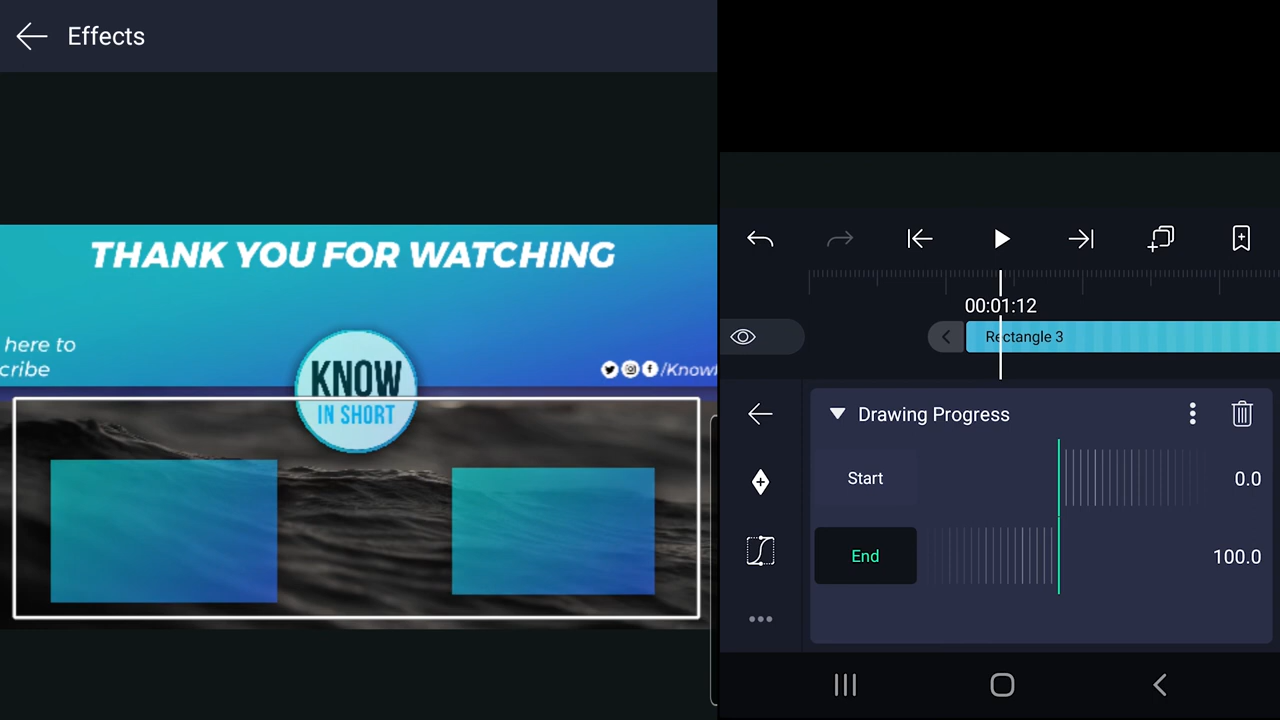 Effects
THANK YOU FOR WATCHING
here to
cribe
KNOW
IN SHORT
/Know
00:01:12
Rectangle 3
Drawing Progress
Start
0.0
End
100.0